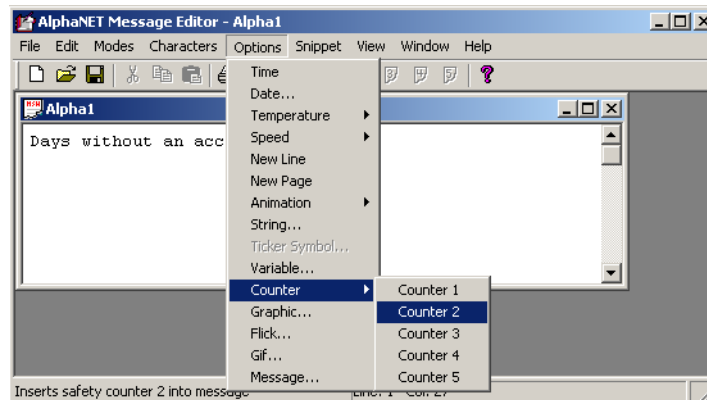 AlphaNET Message Editor - Alpha1
File Edit Modes Characters Options Snippet View Window Help
Alpha1
Days without an acc
Time
Date...
Temperature
Speed
New Line
New Page
Animation
String...
Ticker Symbol...
Variable...
Counter
Graphic...
Flick...
Gif...
Message...
Counter 1
Counter 2
Counter 3
Counter 4
Counter 5
Inserts safety counter 2 into message
Line: 1 Col: 27